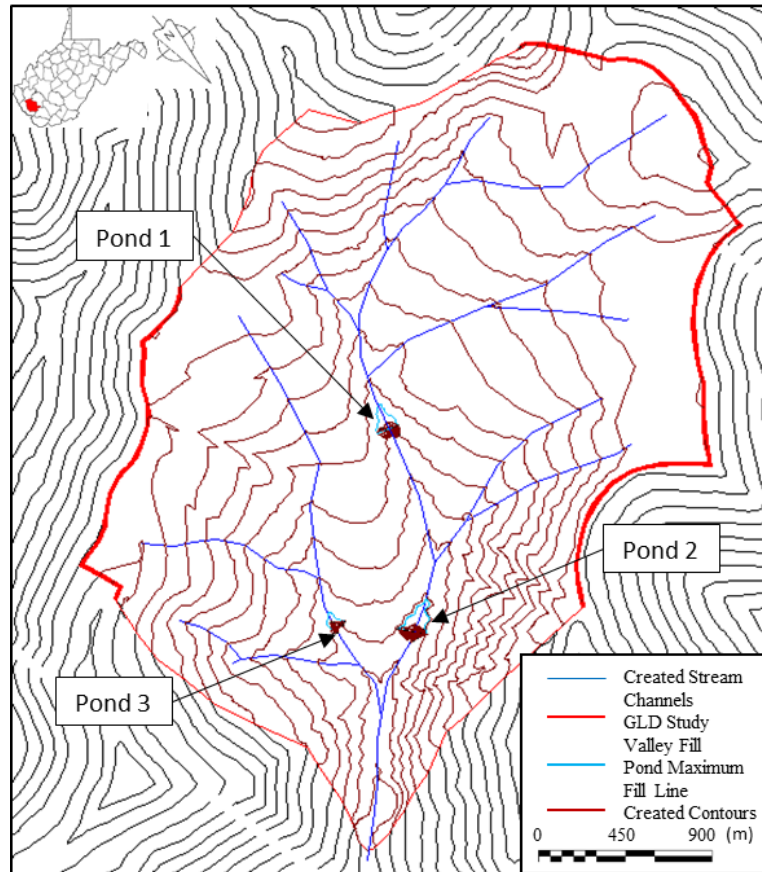 N
Pond 1
Pond 2
Pond 3
Created Stream
Channels
GLD Study
Valley Fill
Pond Maximum
Fill Line
Created Contours
0 450 900 (m)